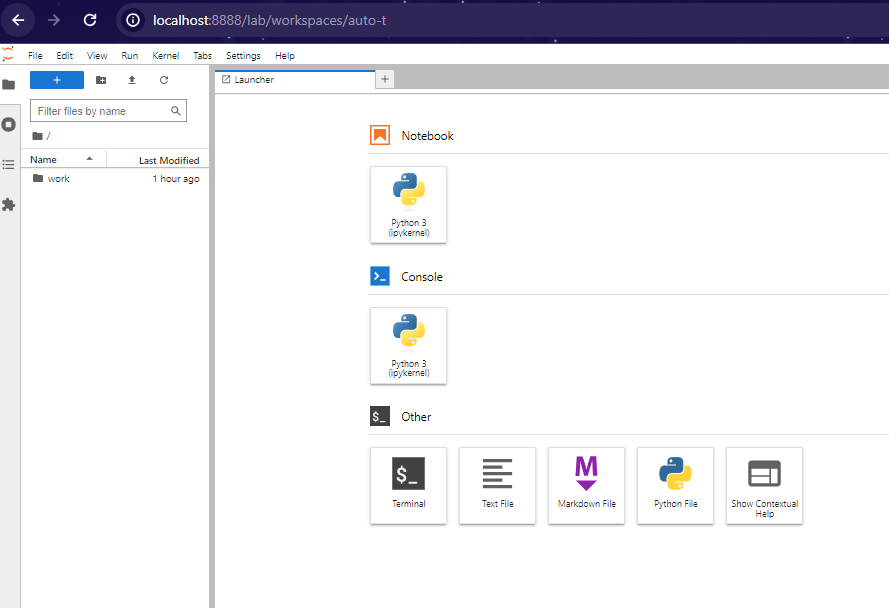 localhost:8888/lab/workspaces/auto-t
File Edit View Run Kernel Tabs Settings Help
+
Launcher
+
Filter files by name
/
Name Last Modified
work 1 hour ago
Notebook
Python 3
(ipykernel)
>_ Console
Python 3
(ipykernel)
$_ Other
$_
Terminal
Text File
M
Markdown File
Python File
Show Contextual
Help